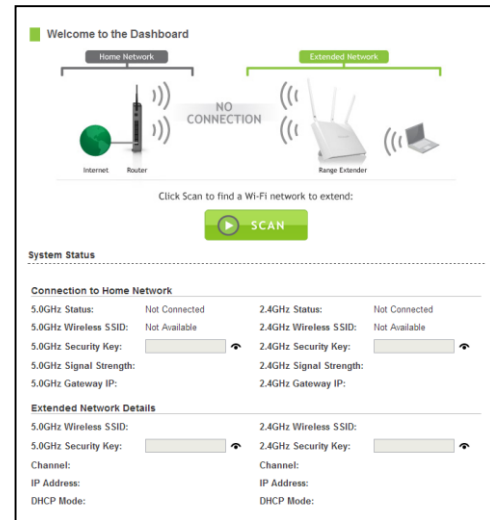 Welcome to the Dashboard
Home Network
Extended Network
NO
CONNECTION
Internet
Router
Range Extender
Click Scan to find a Wi-Fi network to extend:
SCAN
System Status
Connection to Home Network
5.0GHz Status: Not Connected 2.4GHz Status: Not Connected
5.0GHz Wireless SSID: Not Available 2.4GHz Wireless SSID: Not Available
5.0GHz Security Key: 2.4GHz Security Key:
5.0GHz Signal Strength: 2.4GHz Signal Strength:
5.0GHz Gateway IP: 2.4GHz Gateway IP:
Extended Network Details
5.0GHz Wireless SSID: 2.4GHz Wireless SSID:
5.0GHz Security Key: 2.4GHz Security Key:
Channel: Channel:
IP Address: IP Address:
DHCP Mode: DHCP Mode: